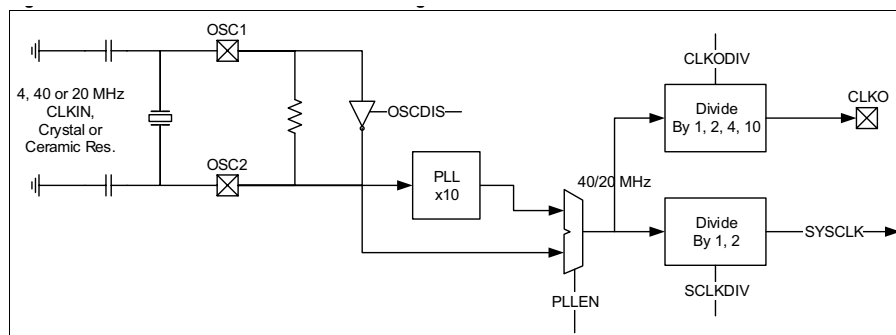 OSC1
4, 40 or 20 MHz
CLKIN,
Crystal or
Ceramic Res.
OSCDIS
OSC2
PLL
x10
40/20 MHz
PLLEN
CLKODIV
Divide
By 1, 2, 4, 10
CLKO
Divide
By 1, 2
SYSCLK
SCLKDIV